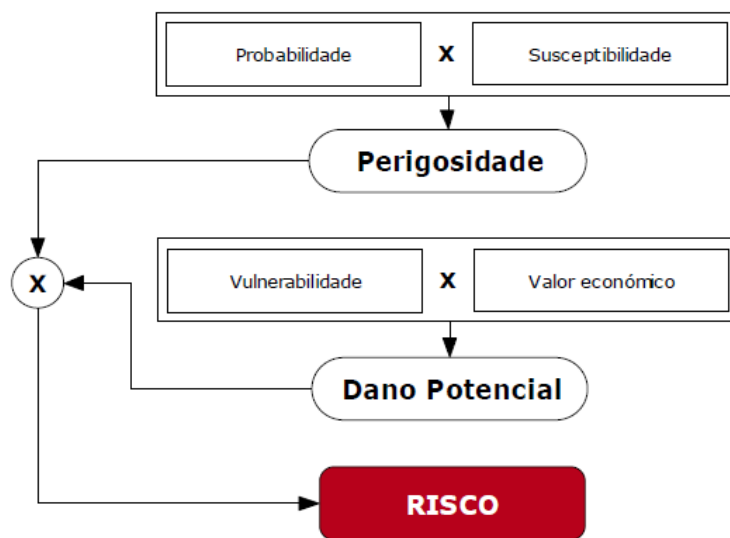 Probabilidade X Susceptibilidade
Perigosidade
X
Vulnerabilidade X Valor económico
Dano Potencial
RISCO